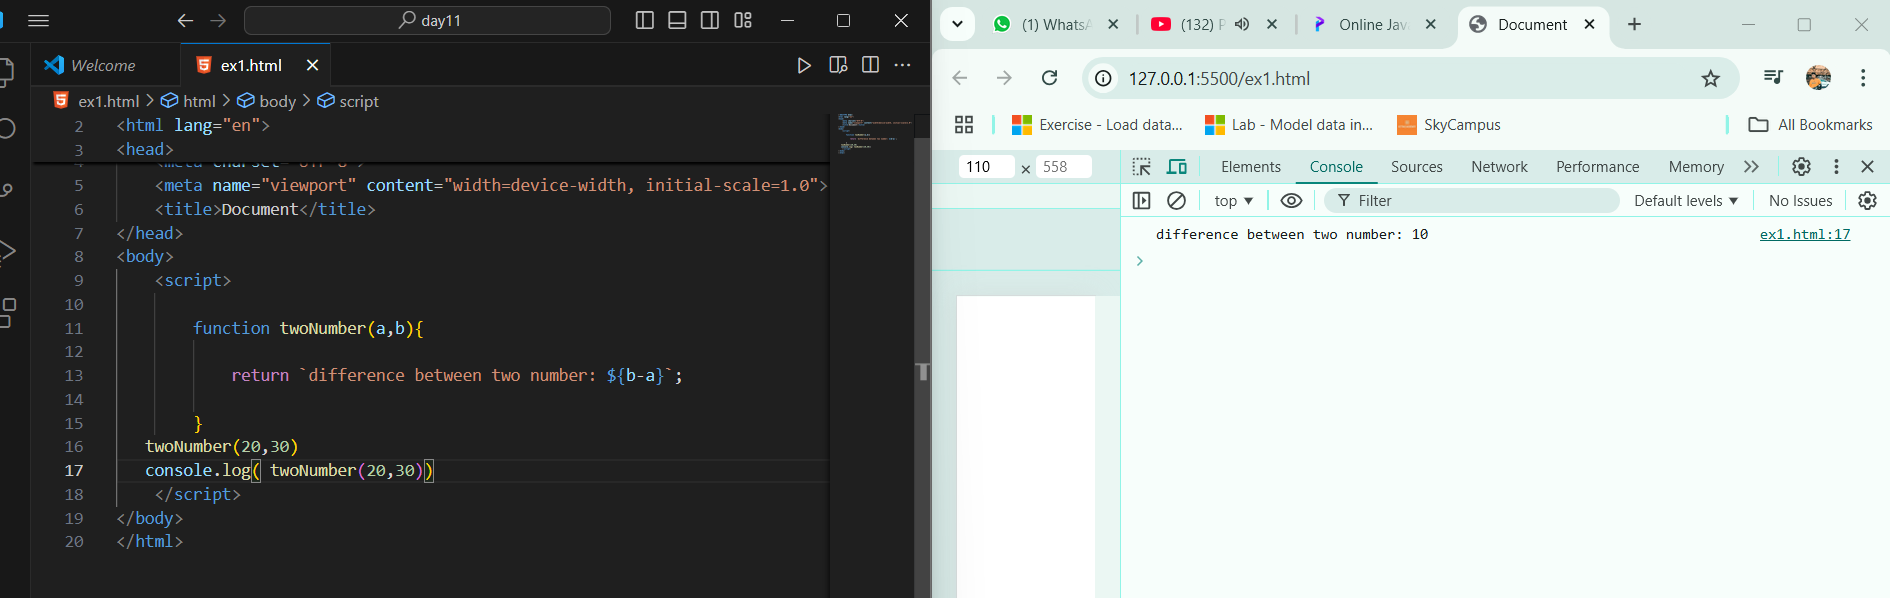 day11
Welcome
ex1.html
ex1.html > html > body > script
2 <html lang="en">
3 <head>
5 <meta name="viewport" content="width=device-width, initial-scale=1.0">
6 <title>Document</title>
7 </head>
8 <body>
9 <script>
10
11 function twoNumber(a,b){
12
13 return `difference between two number: ${b-a}`;
14
15 }
16 twoNumber(20,30)
17 console.log( twoNumber(20,30))
18 </script>
19 </body>
20 </html>
(1) WhatsA
(132) P
Online Jav
Document
127.0.0.1:5500/ex1.html
Exercise - Load data...
Lab - Model data in...
SkyCampus
All Bookmarks
110 × 558
Elements
Console
Sources
Network
Performance
Memory
top
Filter
Default levels
No Issues
difference between two number: 10
ex1.html:17